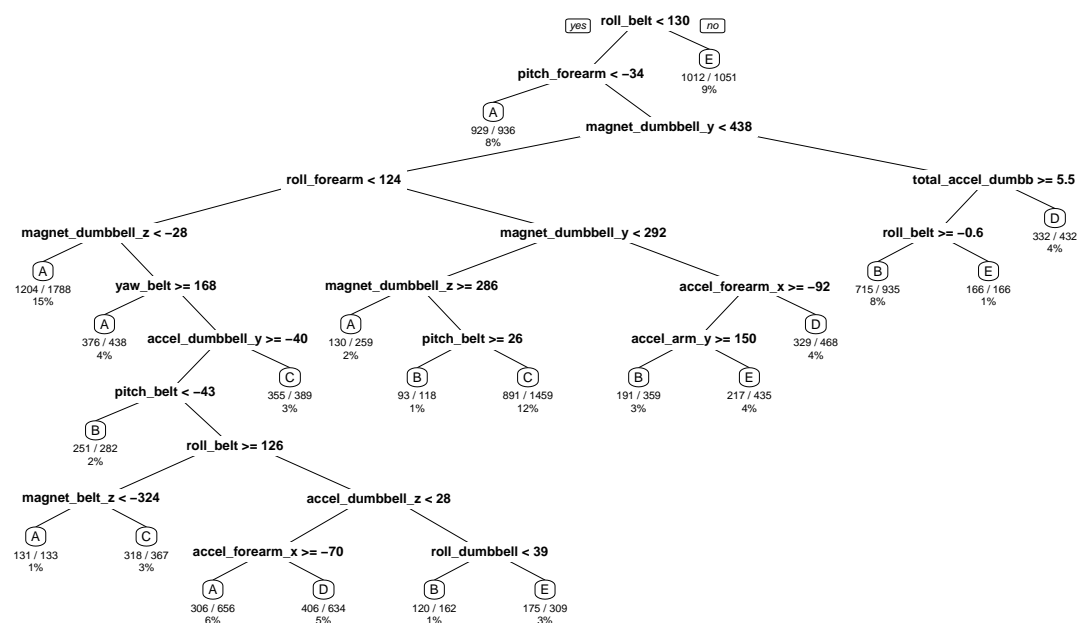 yes roll_belt < 130 no
pitch_forearm < −34
E
1012 / 1051
9%
A
929 / 936
8%
magnet_dumbbell_y < 438
roll_forearm < 124
total_accel_dumbb >= 5.5
magnet_dumbbell_z < −28
magnet_dumbbell_y < 292
roll_belt >= −0.6
D
332 / 432
4%
A
1204 / 1788
15%
yaw_belt >= 168
magnet_dumbbell_z >= 286
accel_forearm_x >= −92
B
715 / 935
8%
E
166 / 166
1%
A
376 / 438
4%
accel_dumbbell_y >= −40
A
130 / 259
2%
pitch_belt >= 26
accel_arm_y >= 150
D
329 / 468
4%
pitch_belt < −43
C
355 / 389
3%
B
93 / 118
1%
C
891 / 1459
12%
B
191 / 359
3%
E
217 / 435
4%
B
251 / 282
2%
roll_belt >= 126
magnet_belt_z < −324
accel_dumbbell_z < 28
A
131 / 133
1%
C
318 / 367
3%
accel_forearm_x >= −70
roll_dumbbell < 39
A
306 / 656
6%
D
406 / 634
5%
B
120 / 162
1%
E
175 / 309
3%